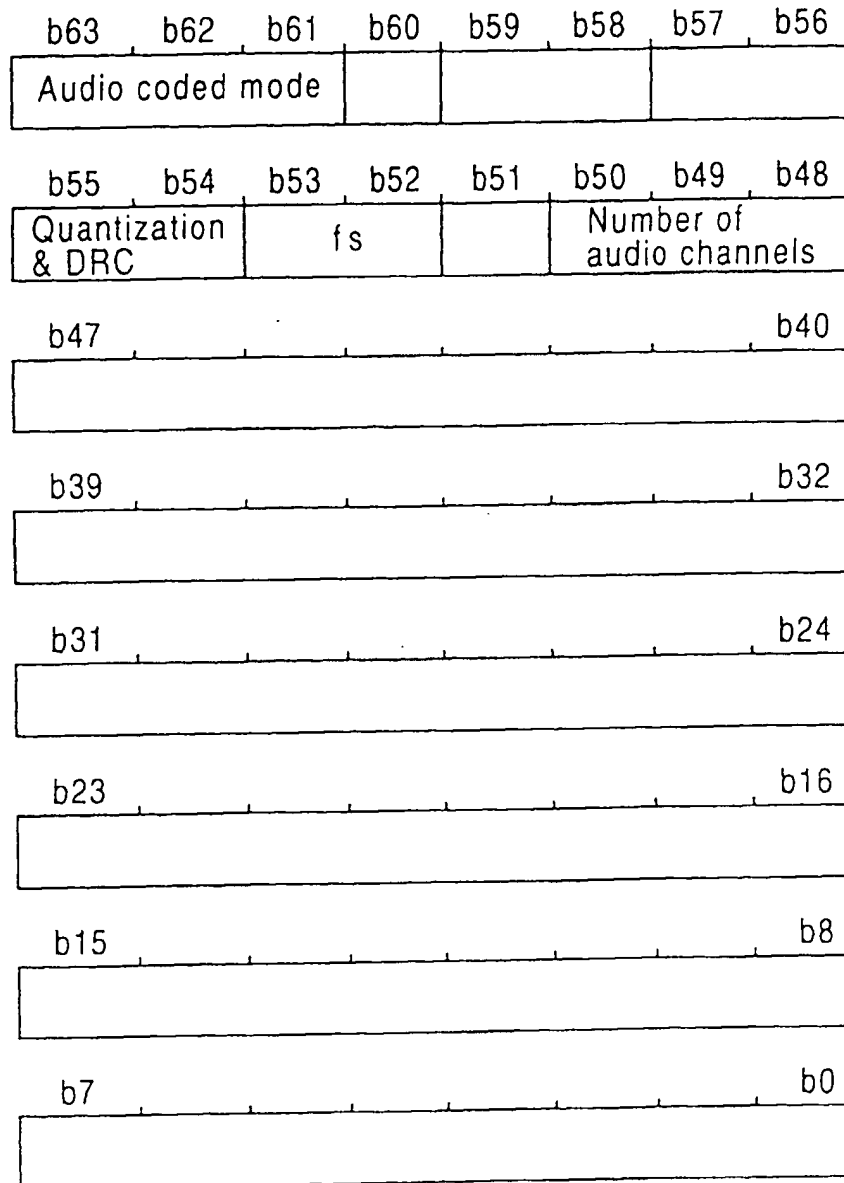 b63 b62 b61 b60 b59 b58 b57 b56
Audio coded mode
b55 b54 b53 b52 b51 b50 b49 b48
Quantization & DRC
fs
Number of audio channels
b47 b40
b39 b32
b31 b24
b23 b16
b15 b8
b7 b0